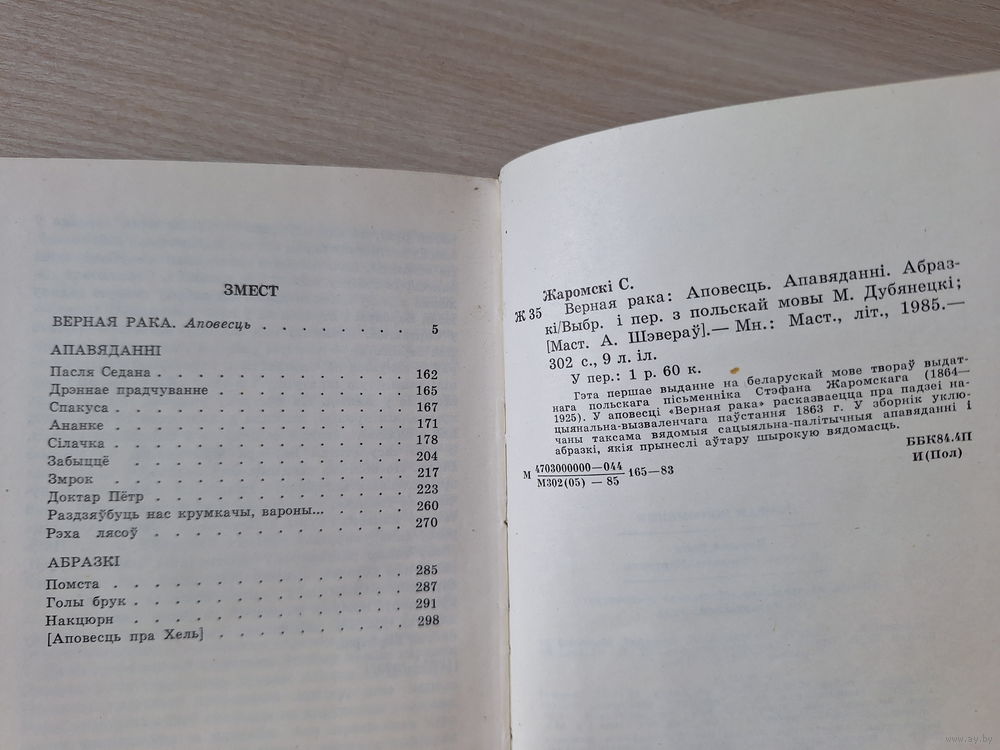 ЗМЕСТ
ВЕРНАЯ РАКА. Аповесць . . . . . . . . 5
АПАВЯДАННІ
Пасля Седана . . . . . . . . . . . . 162
Дрэннае прадчуванне . . . . . . . . . 165
Спакуса . . . . . . . . . . . . . . 167
Ананке . . . . . . . . . . . . . . 171
Сілачка . . . . . . . . . . . . . . 178
Забыццё . . . . . . . . . . . . . 204
Змрок . . . . . . . . . . . . . . 217
Доктар Пётр . . . . . . . . . . . . 223
Раздзяўбуць нас крумкачы, вароны... . . . . 260
Рэха лясоў . . . . . . . . . . . . 270
АБРАЗКІ
Помста . . . . . . . . . . . . . . 285
Голы брук . . . . . . . . . . . . . 287
Накцюрн . . . . . . . . . . . . . 291
[Аповесць пра Хель] . . . . . . . . . 298
Жаромскі С.
Ж 35 Верная рака: Аповесць. Апавяданні. Абраз-
кі/Выбр. і пер. з польскай мовы М. Дубянецкі;
[Маст. А. Шэвераў].— Мн.: Маст., літ., 1985.—
302 с., 9 л. іл.
У пер.: 1 р. 60 к.
Гэта першае выданне на беларускай мове твораў выдат-
нага польскага пісьменніка Стэфана Жаромскага (1864—
1925). У аповесці «Верная рака» расказваецца пра падзеі на-
цыянальна-вызваленчага паўстання 1863 г. У зборнік уклю-
чаны таксама вядомыя сацыяльна-палітычныя апавяданні і
абразкі, якія прынеслі аўтару шырокую вядомасць.
М 4703000000—044 165—83
М302(05) — 85
ББК84.4П
И(Пол)
www.ay.by